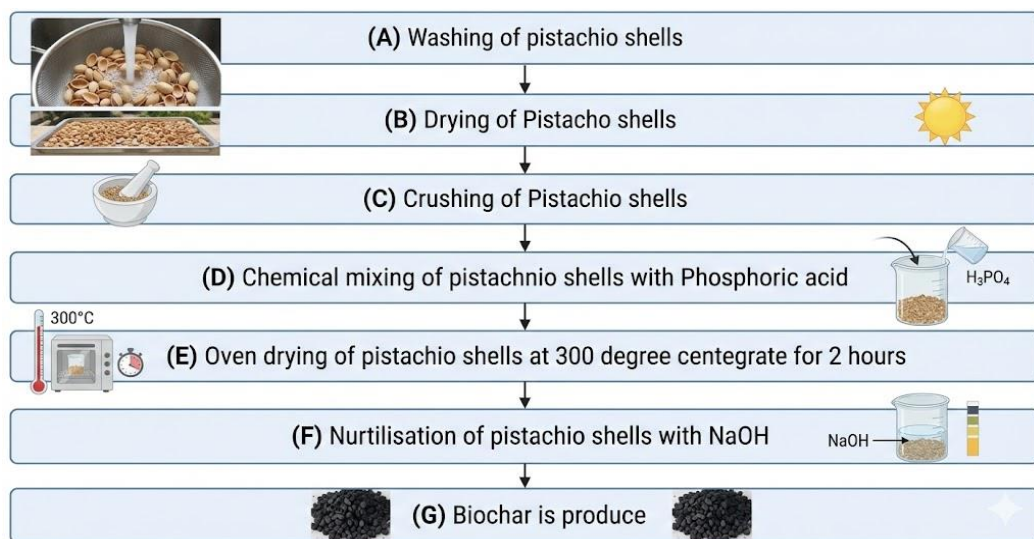 (A) Washing of pistachio shells
(B) Drying of Pistacho shells
(C) Crushing of Pistachio shells
(D) Chemical mixing of pistachnio shells with Phosphoric acid
H₃PO₄
300°C
(E) Oven drying of pistachio shells at 300 degree centegrate for 2 hours
(F) Nurtilisation of pistachio shells with NaOH
NaOH
(G) Biochar is produce